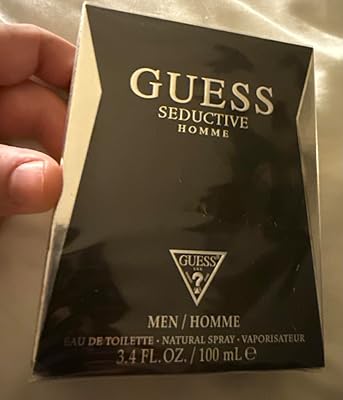 GUESS
SEDUCTIVE
HOMME
GUESS®
?
MEN / HOMME
EAU DE TOILETTE • NATURAL SPRAY • VAPORISATEUR
3.4 FL.OZ. / 100 mL ℮